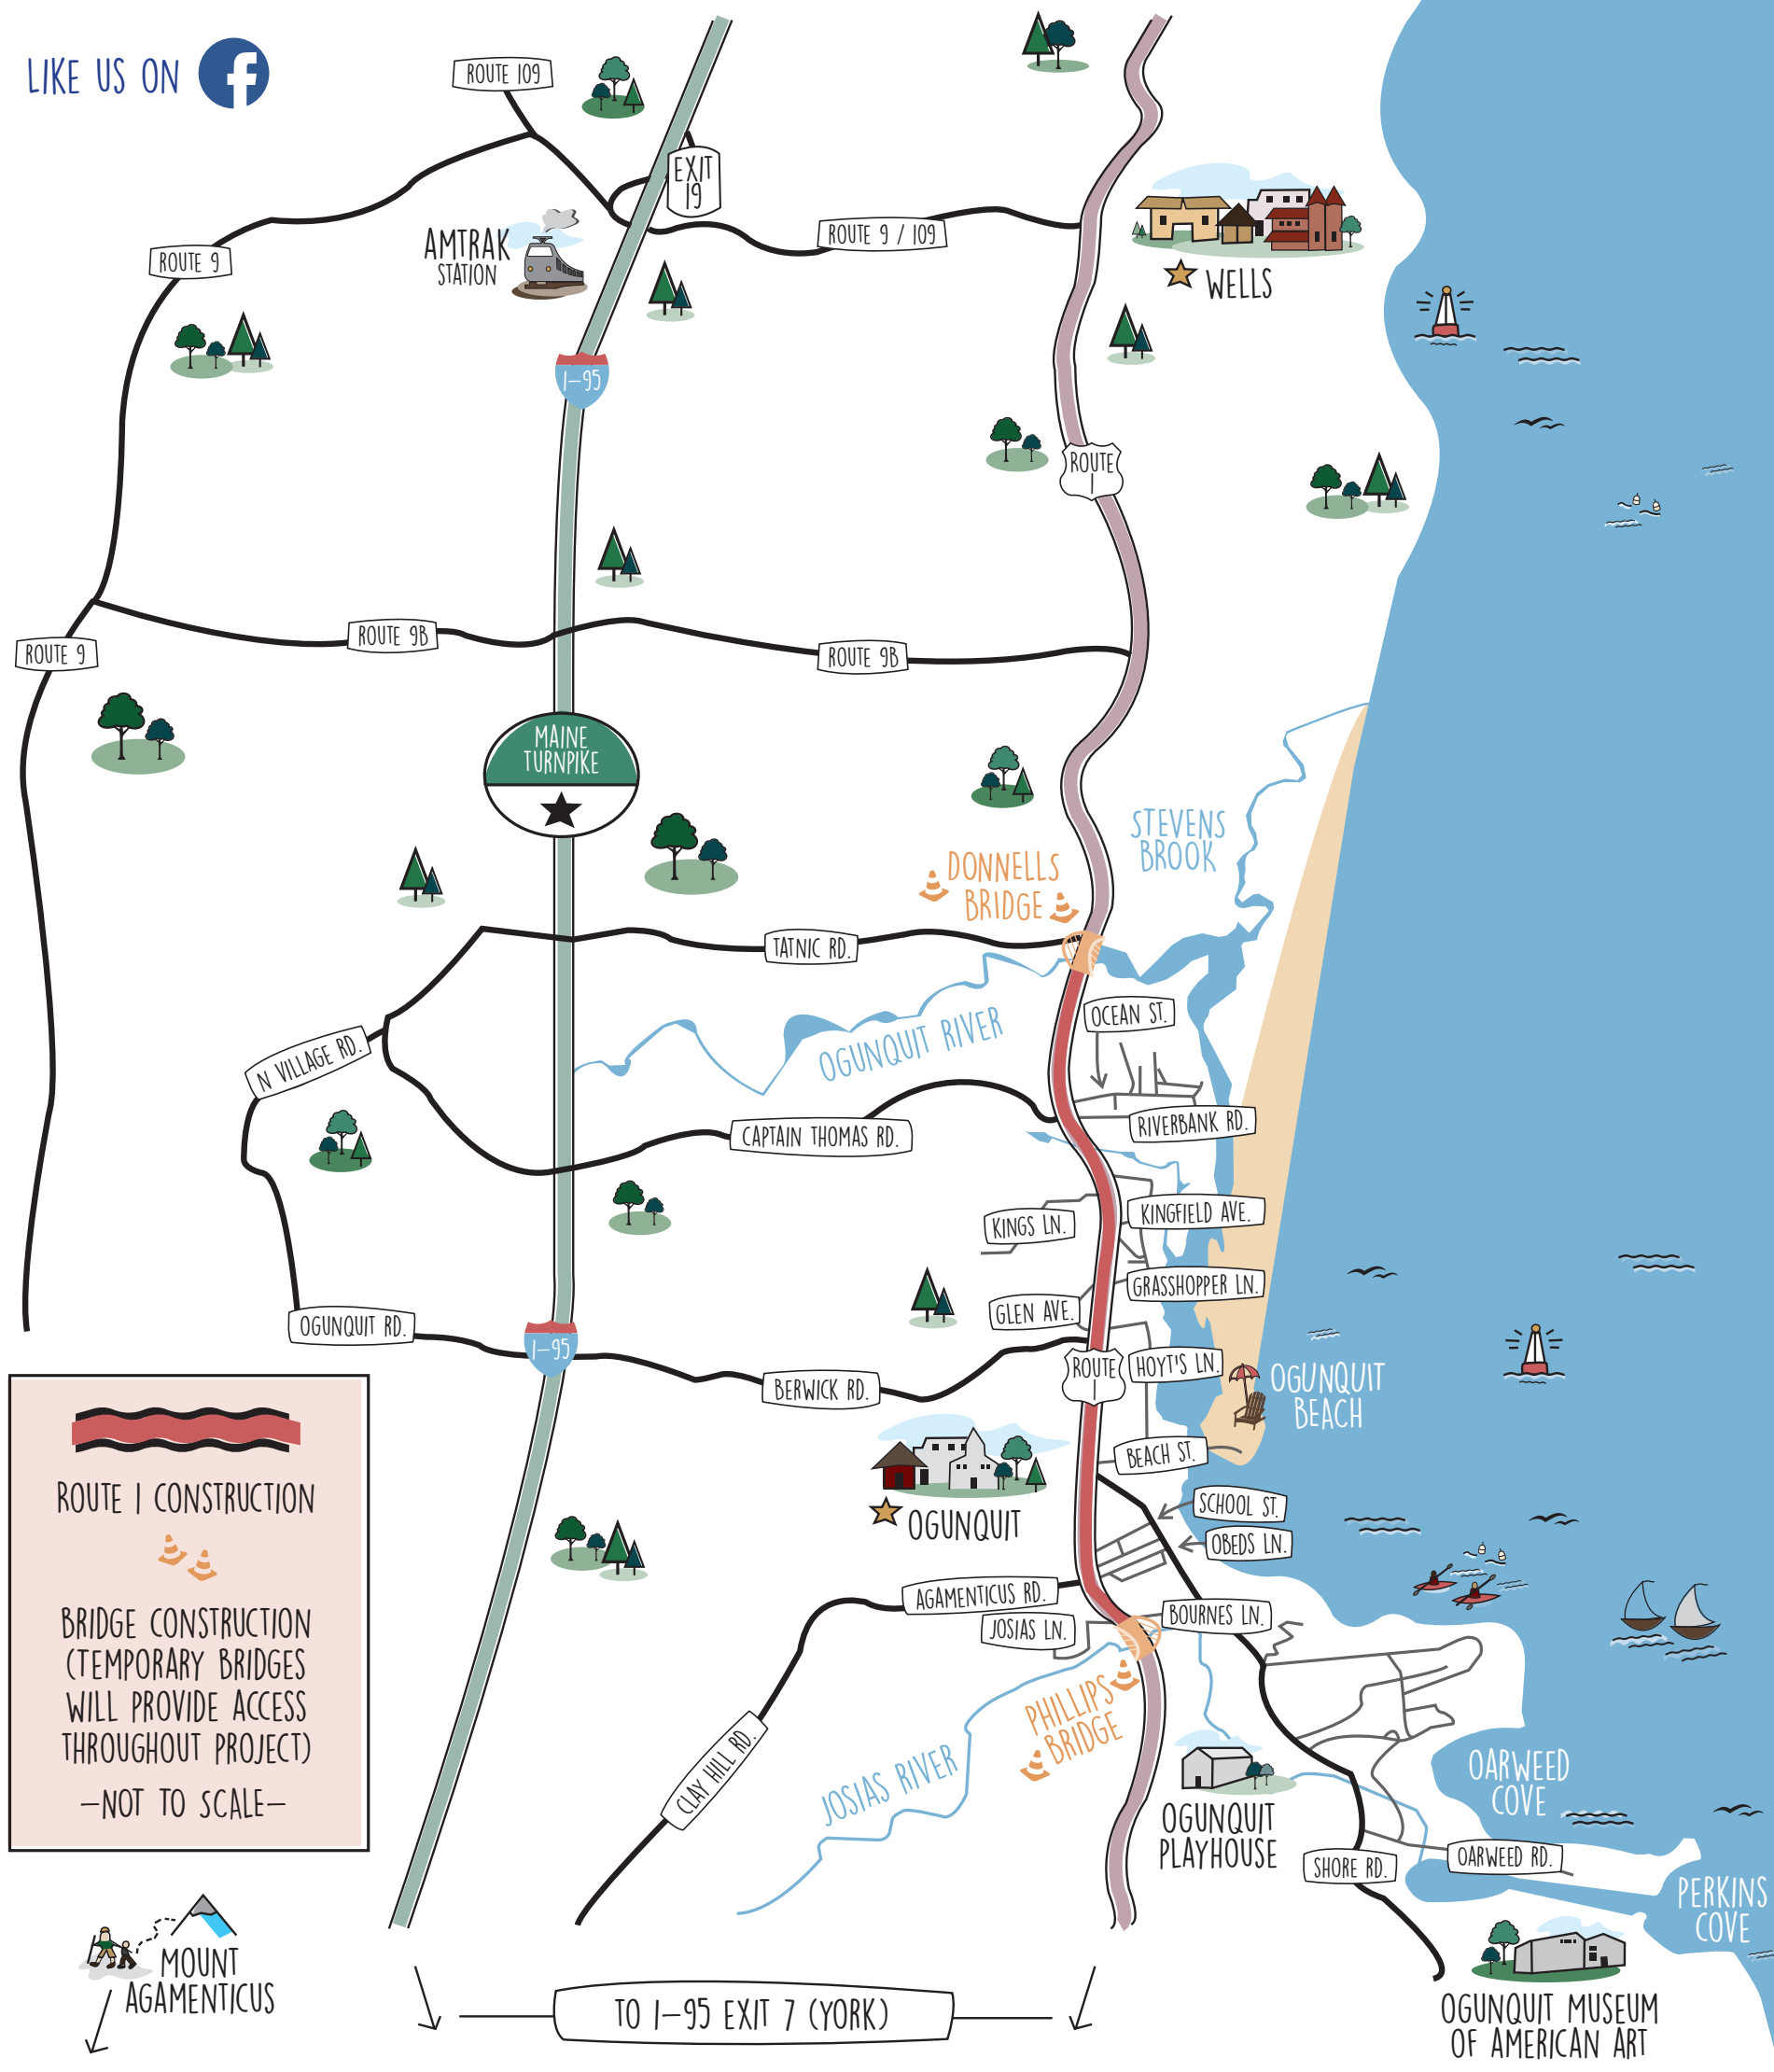 LIKE US ON f
ROUTE 109
EXIT
19
AMTRAK
STATION
ROUTE 9 / 109
ROUTE 9
WELLS
I-95
ROUTE
1
ROUTE 9B
ROUTE 9
ROUTE 9B
MAINE
TURNPIKE
STEVENS
BROOK
DONNELLS
BRIDGE
TATNIC RD.
OCEAN ST.
OGUNQUIT RIVER
N VILLAGE RD.
RIVERBANK RD.
CAPTAIN THOMAS RD.
KINGFIELD AVE.
KINGS LN.
GRASSHOPPER LN.
GLEN AVE.
OGUNQUIT RD.
I-95
ROUTE
1
HOYT'S LN.
OGUNQUIT
BEACH
BERWICK RD.
BEACH ST.
ROUTE 1 CONSTRUCTION
SCHOOL ST.
OGUNQUIT
OBEDS LN.
AGAMENTICUS RD.
BOURNES LN.
JOSIAS LN.
BRIDGE CONSTRUCTION
(TEMPORARY BRIDGES
WILL PROVIDE ACCESS
THROUGHOUT PROJECT)
-NOT TO SCALE-
PHILLIPS
BRIDGE
CLAY HILL RD.
JOSIAS RIVER
OARWEED
COVE
OGUNQUIT
PLAYHOUSE
SHORE RD.
OARWEED RD.
PERKINS
COVE
MOUNT
AGAMENTICUS
TO I-95 EXIT 7 (YORK)
OGUNQUIT MUSEUM
OF AMERICAN ART